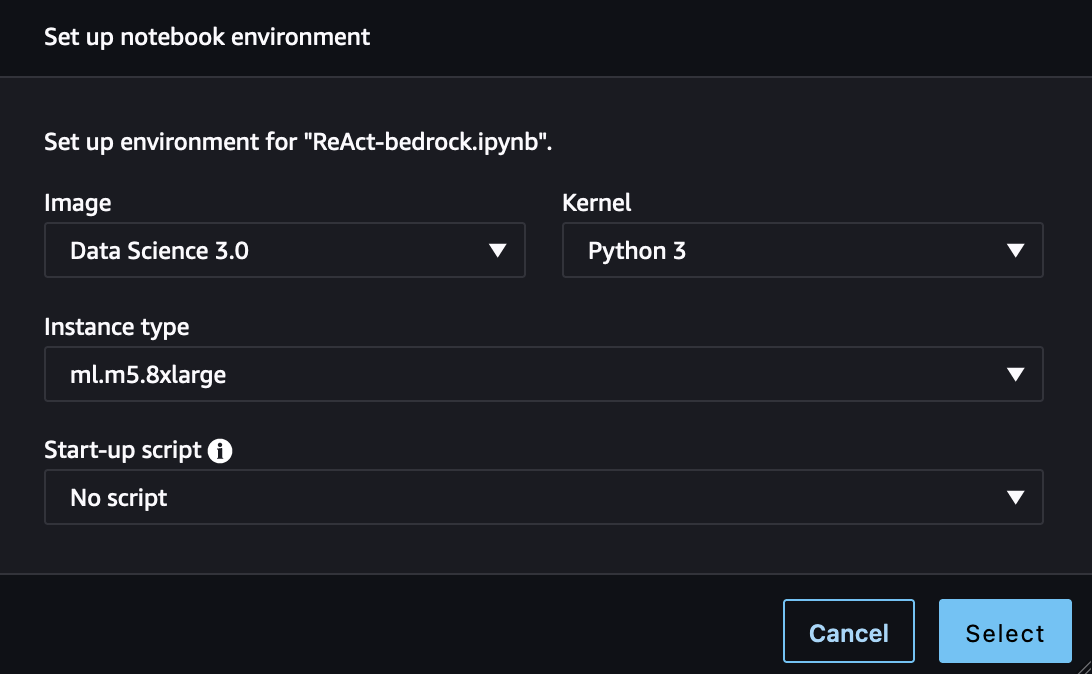 Set up notebook environment
Set up environment for "ReAct-bedrock.ipynb".
Image
Kernel
Data Science 3.0
Python 3
Instance type
ml.m5.8xlarge
Start-up script
No script
Cancel
Select